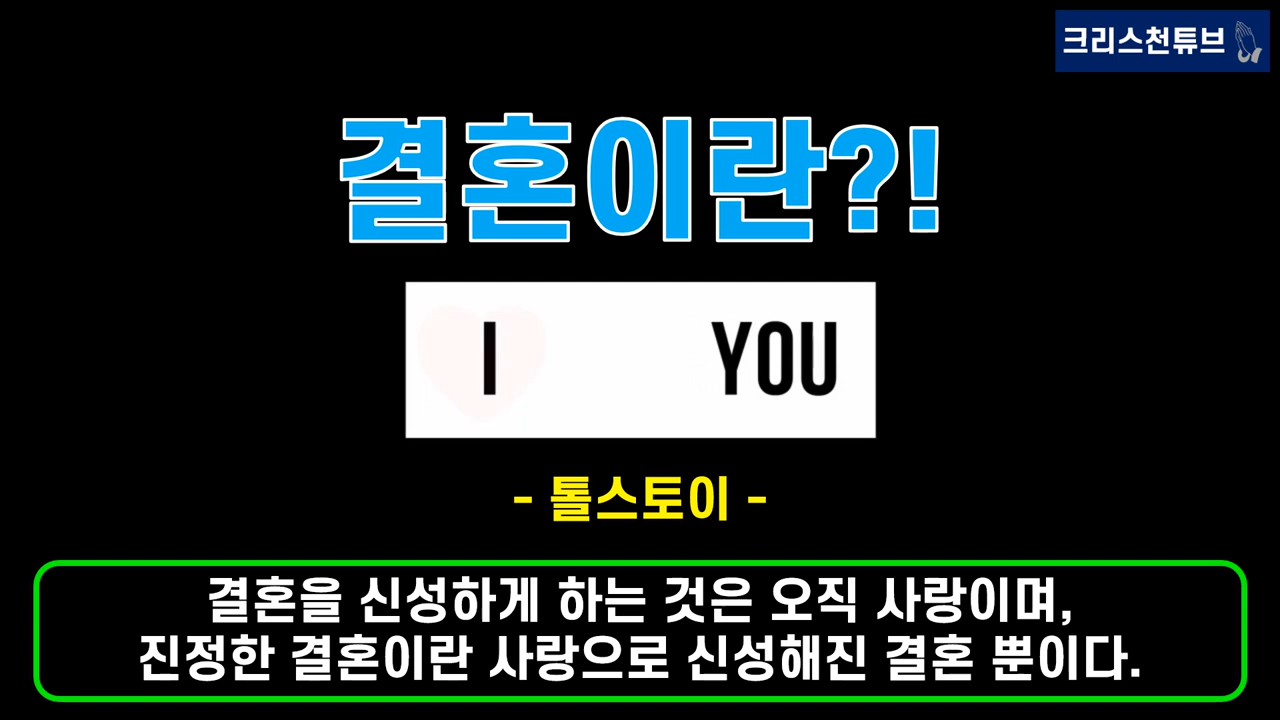 크리스천튜브
결혼이란?!
I YOU
- 톨스토이 -
결혼을 신성하게 하는 것은 오직 사랑이며,
진정한 결혼이란 사랑으로 신성해진 결혼 뿐이다.